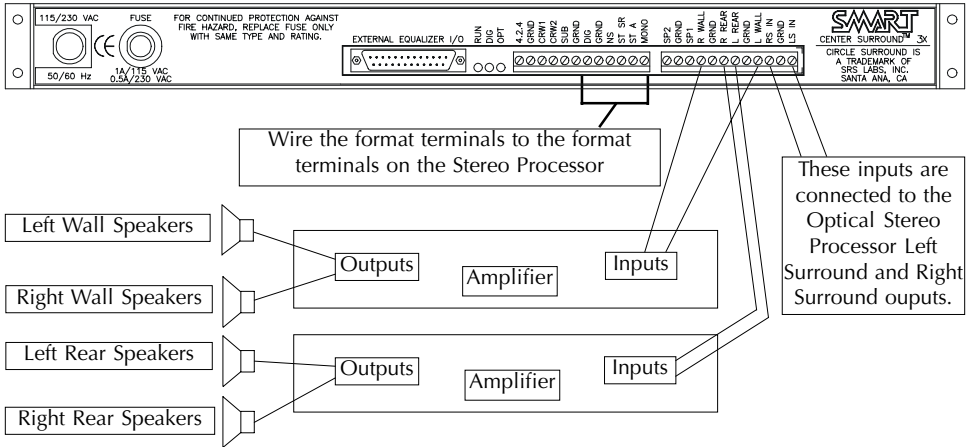 115/230 VAC
50/60 Hz
CE
FUSE
1A/115 VAC
0.5A/230 VAC
FOR CONTINUED PROTECTION AGAINST
FIRE HAZARD, REPLACE FUSE ONLY
WITH SAME TYPE AND RATING.
EXTERNAL EQUALIZER I/O
RUN
DIG
OPT
4.2.4
GRND
CRW1
CRW2
SUB
GRND
DIG
GRND
NS
ST SR
ST A
MONO
SP2
GRND
SP1
R WALL
GRND
R REAR
L REAR
GRND
L WALL
RS IN
GRND
LS IN
SMART
CENTER SURROUND™ 3X
CIRCLE SURROUND IS
A TRADEMARK OF
SRS LABS, INC.
SANTA ANA, CA
Wire the format terminals to the format
terminals on the Stereo Processor
These inputs are
connected to the
Optical Stereo
Processor Left
Surround and Right
Surround ouputs.
Left Wall Speakers
Right Wall Speakers
Outputs
Amplifier
Inputs
Left Rear Speakers
Right Rear Speakers
Outputs
Amplifier
Inputs